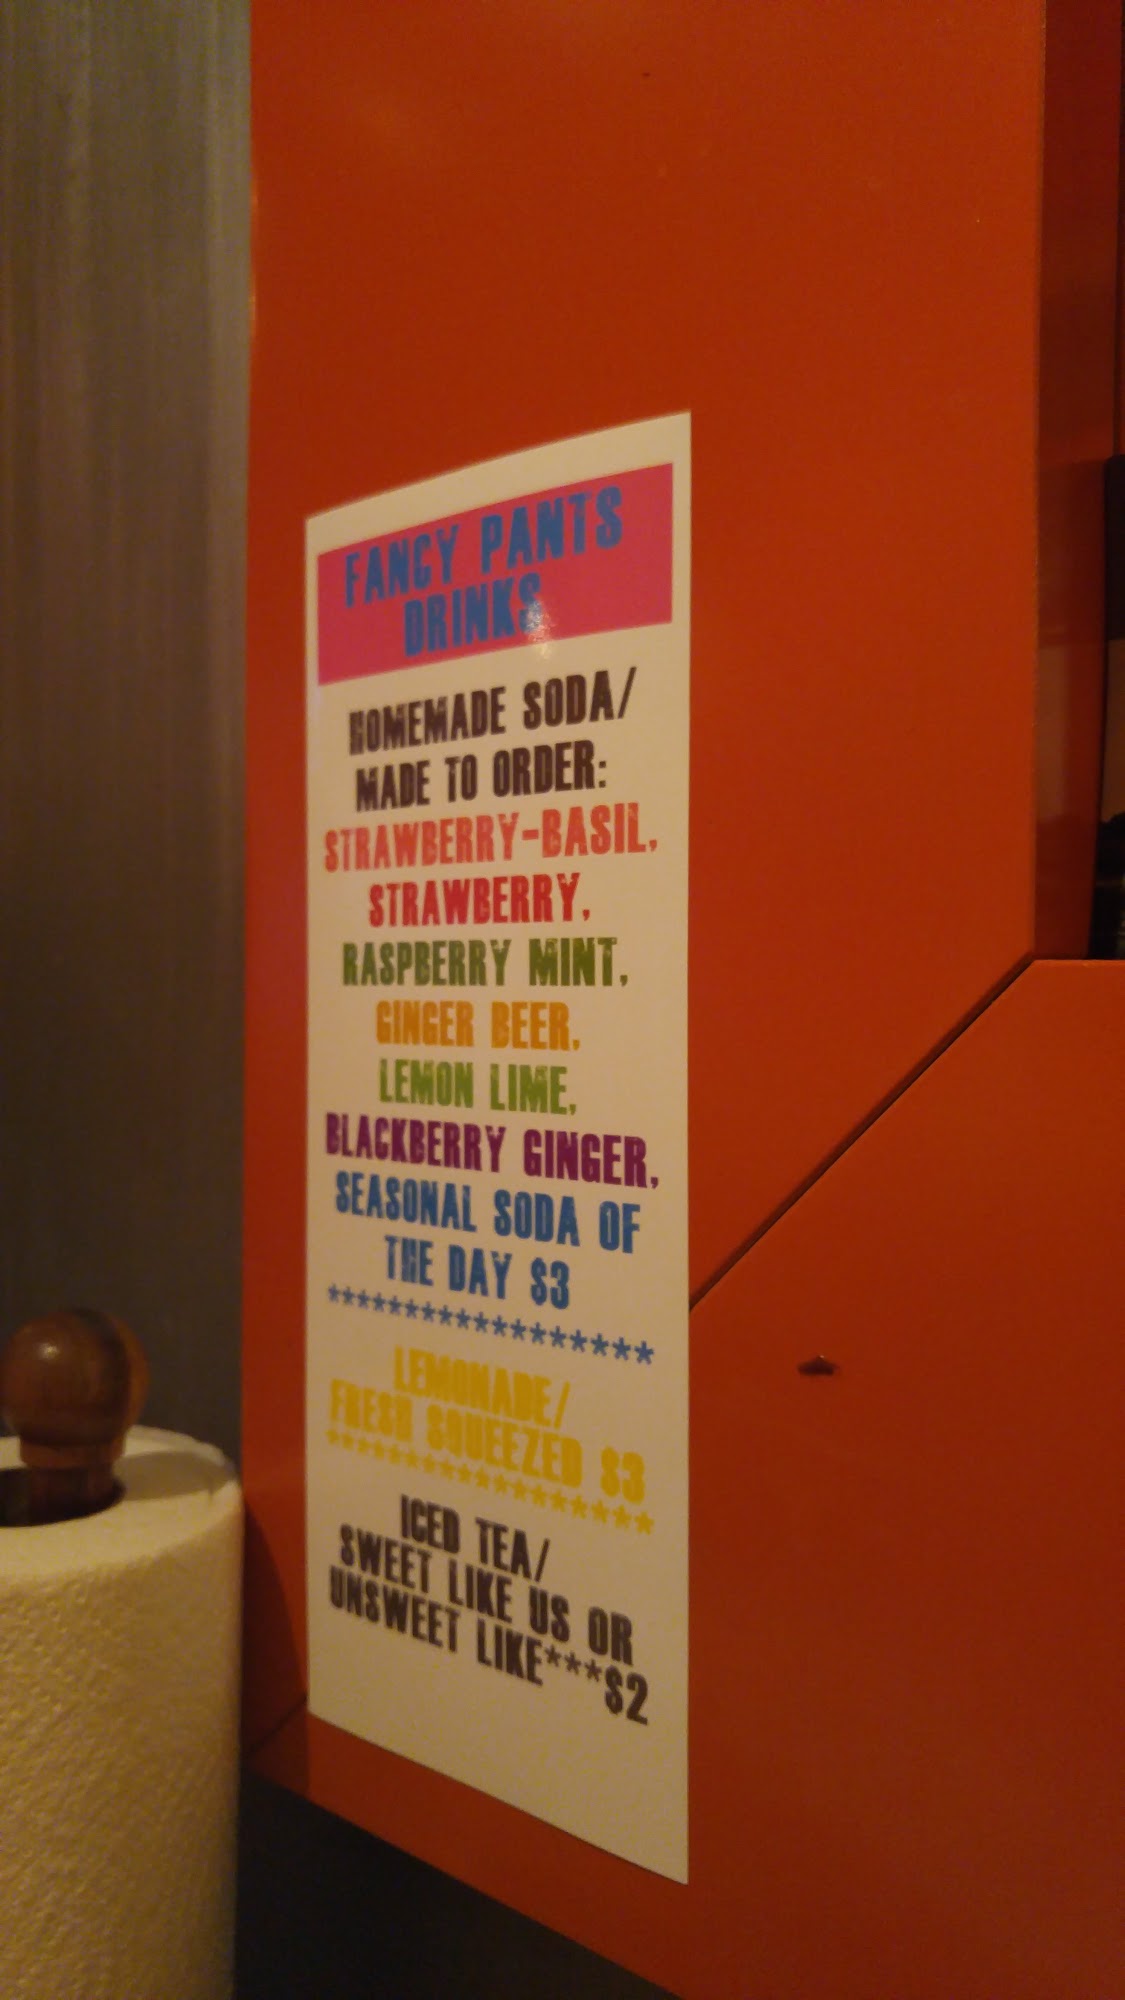 FANCY PANTS
DRINKS
HOMEMADE SODA/
MADE TO ORDER:
STRAWBERRY-BASIL,
STRAWBERRY,
RASPBERRY MINT,
GINGER BEER,
LEMON LIME,
BLACKBERRY GINGER,
SEASONAL SODA OF
THE DAY $3
******************
LEMONADE/
FRESH SQUEEZED $3
******************
ICED TEA/
SWEET LIKE US OR
UNSWEET LIKE***$2